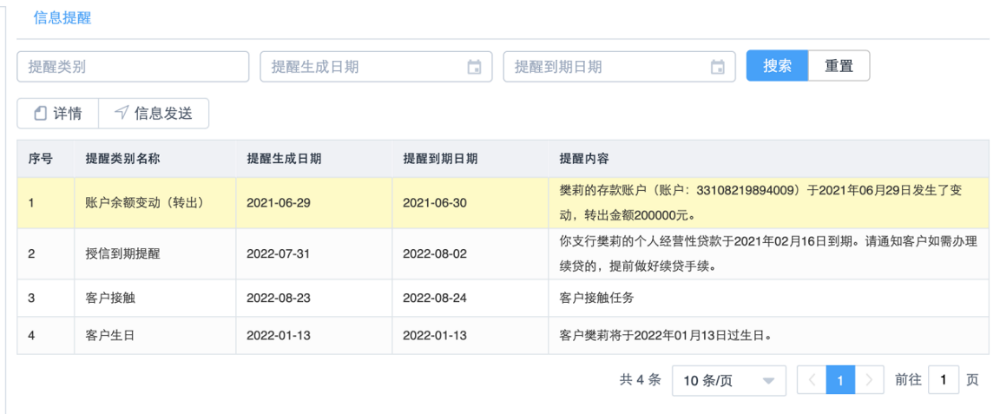 信息提醒
提醒类别 提醒生成日期 提醒到期日期 搜索 重置
详情 信息发送
序号 提醒类别名称 提醒生成日期 提醒到期日期 提醒内容
1 账户余额变动（转出） 2021-06-29 2021-06-30 樊莉的存款账户（账户：33108219894009）于2021年06月29日发生了变
动，转出金额200000元。
2 授信到期提醒 2022-07-31 2022-08-02 你支行樊莉的个人经营性贷款于2021年02月16日到期。请通知客户如需办理
续贷的，提前做好续贷手续。
3 客户接触 2022-08-23 2022-08-24 客户接触任务
4 客户生日 2022-01-13 2022-01-13 客户樊莉将于2022年01月13日过生日。
共 4 条 10 条/页 1 前往 1 页